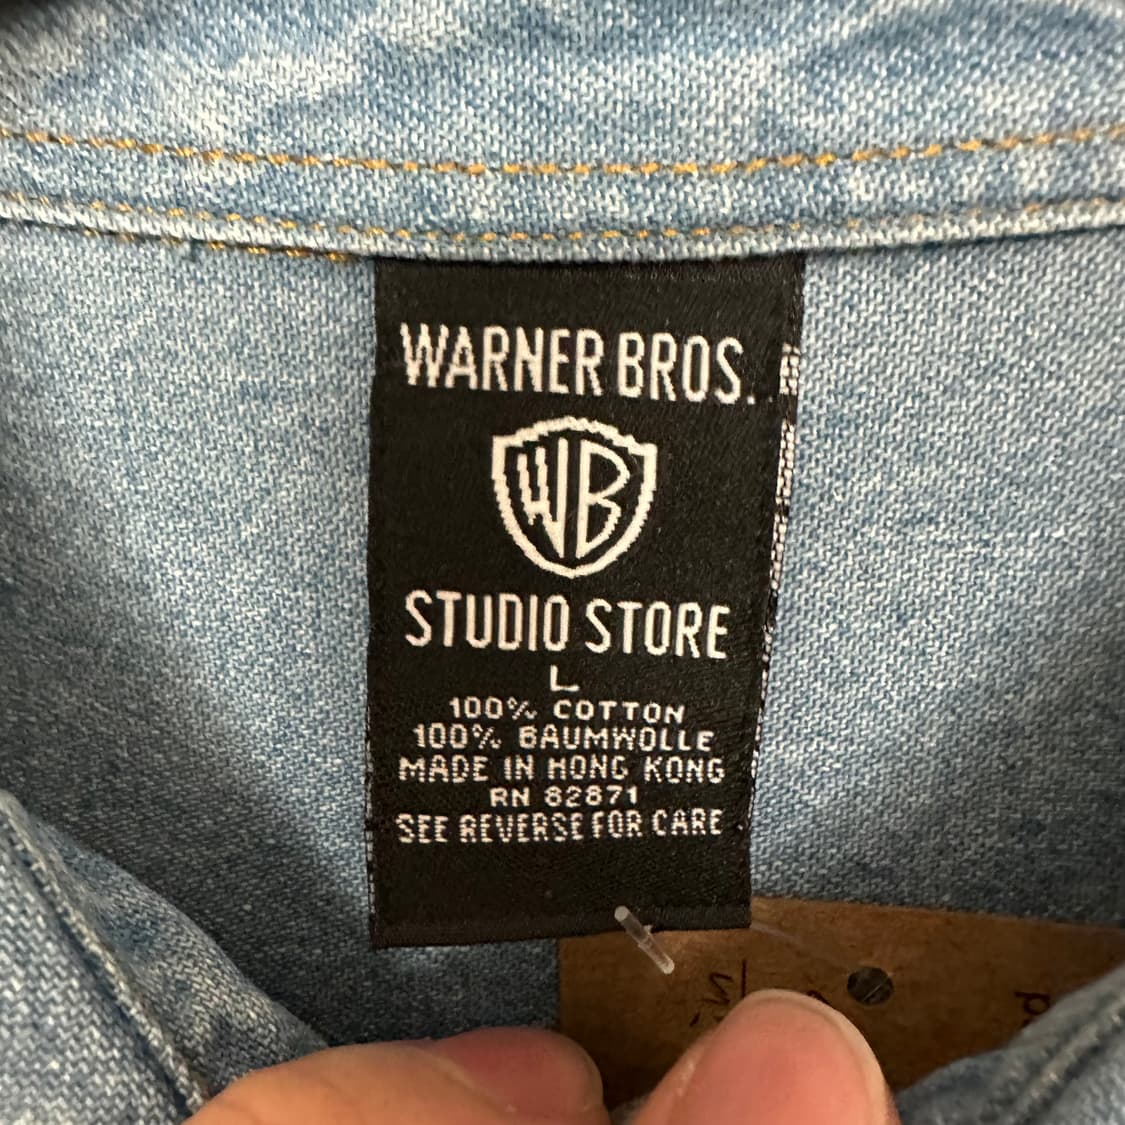 WARNER BROS.
WB
STUDIO STORE
L
100% COTTON
100% BAUMWOLLE
MADE IN HONG KONG
RN 82871
SEE REVERSE FOR CARE